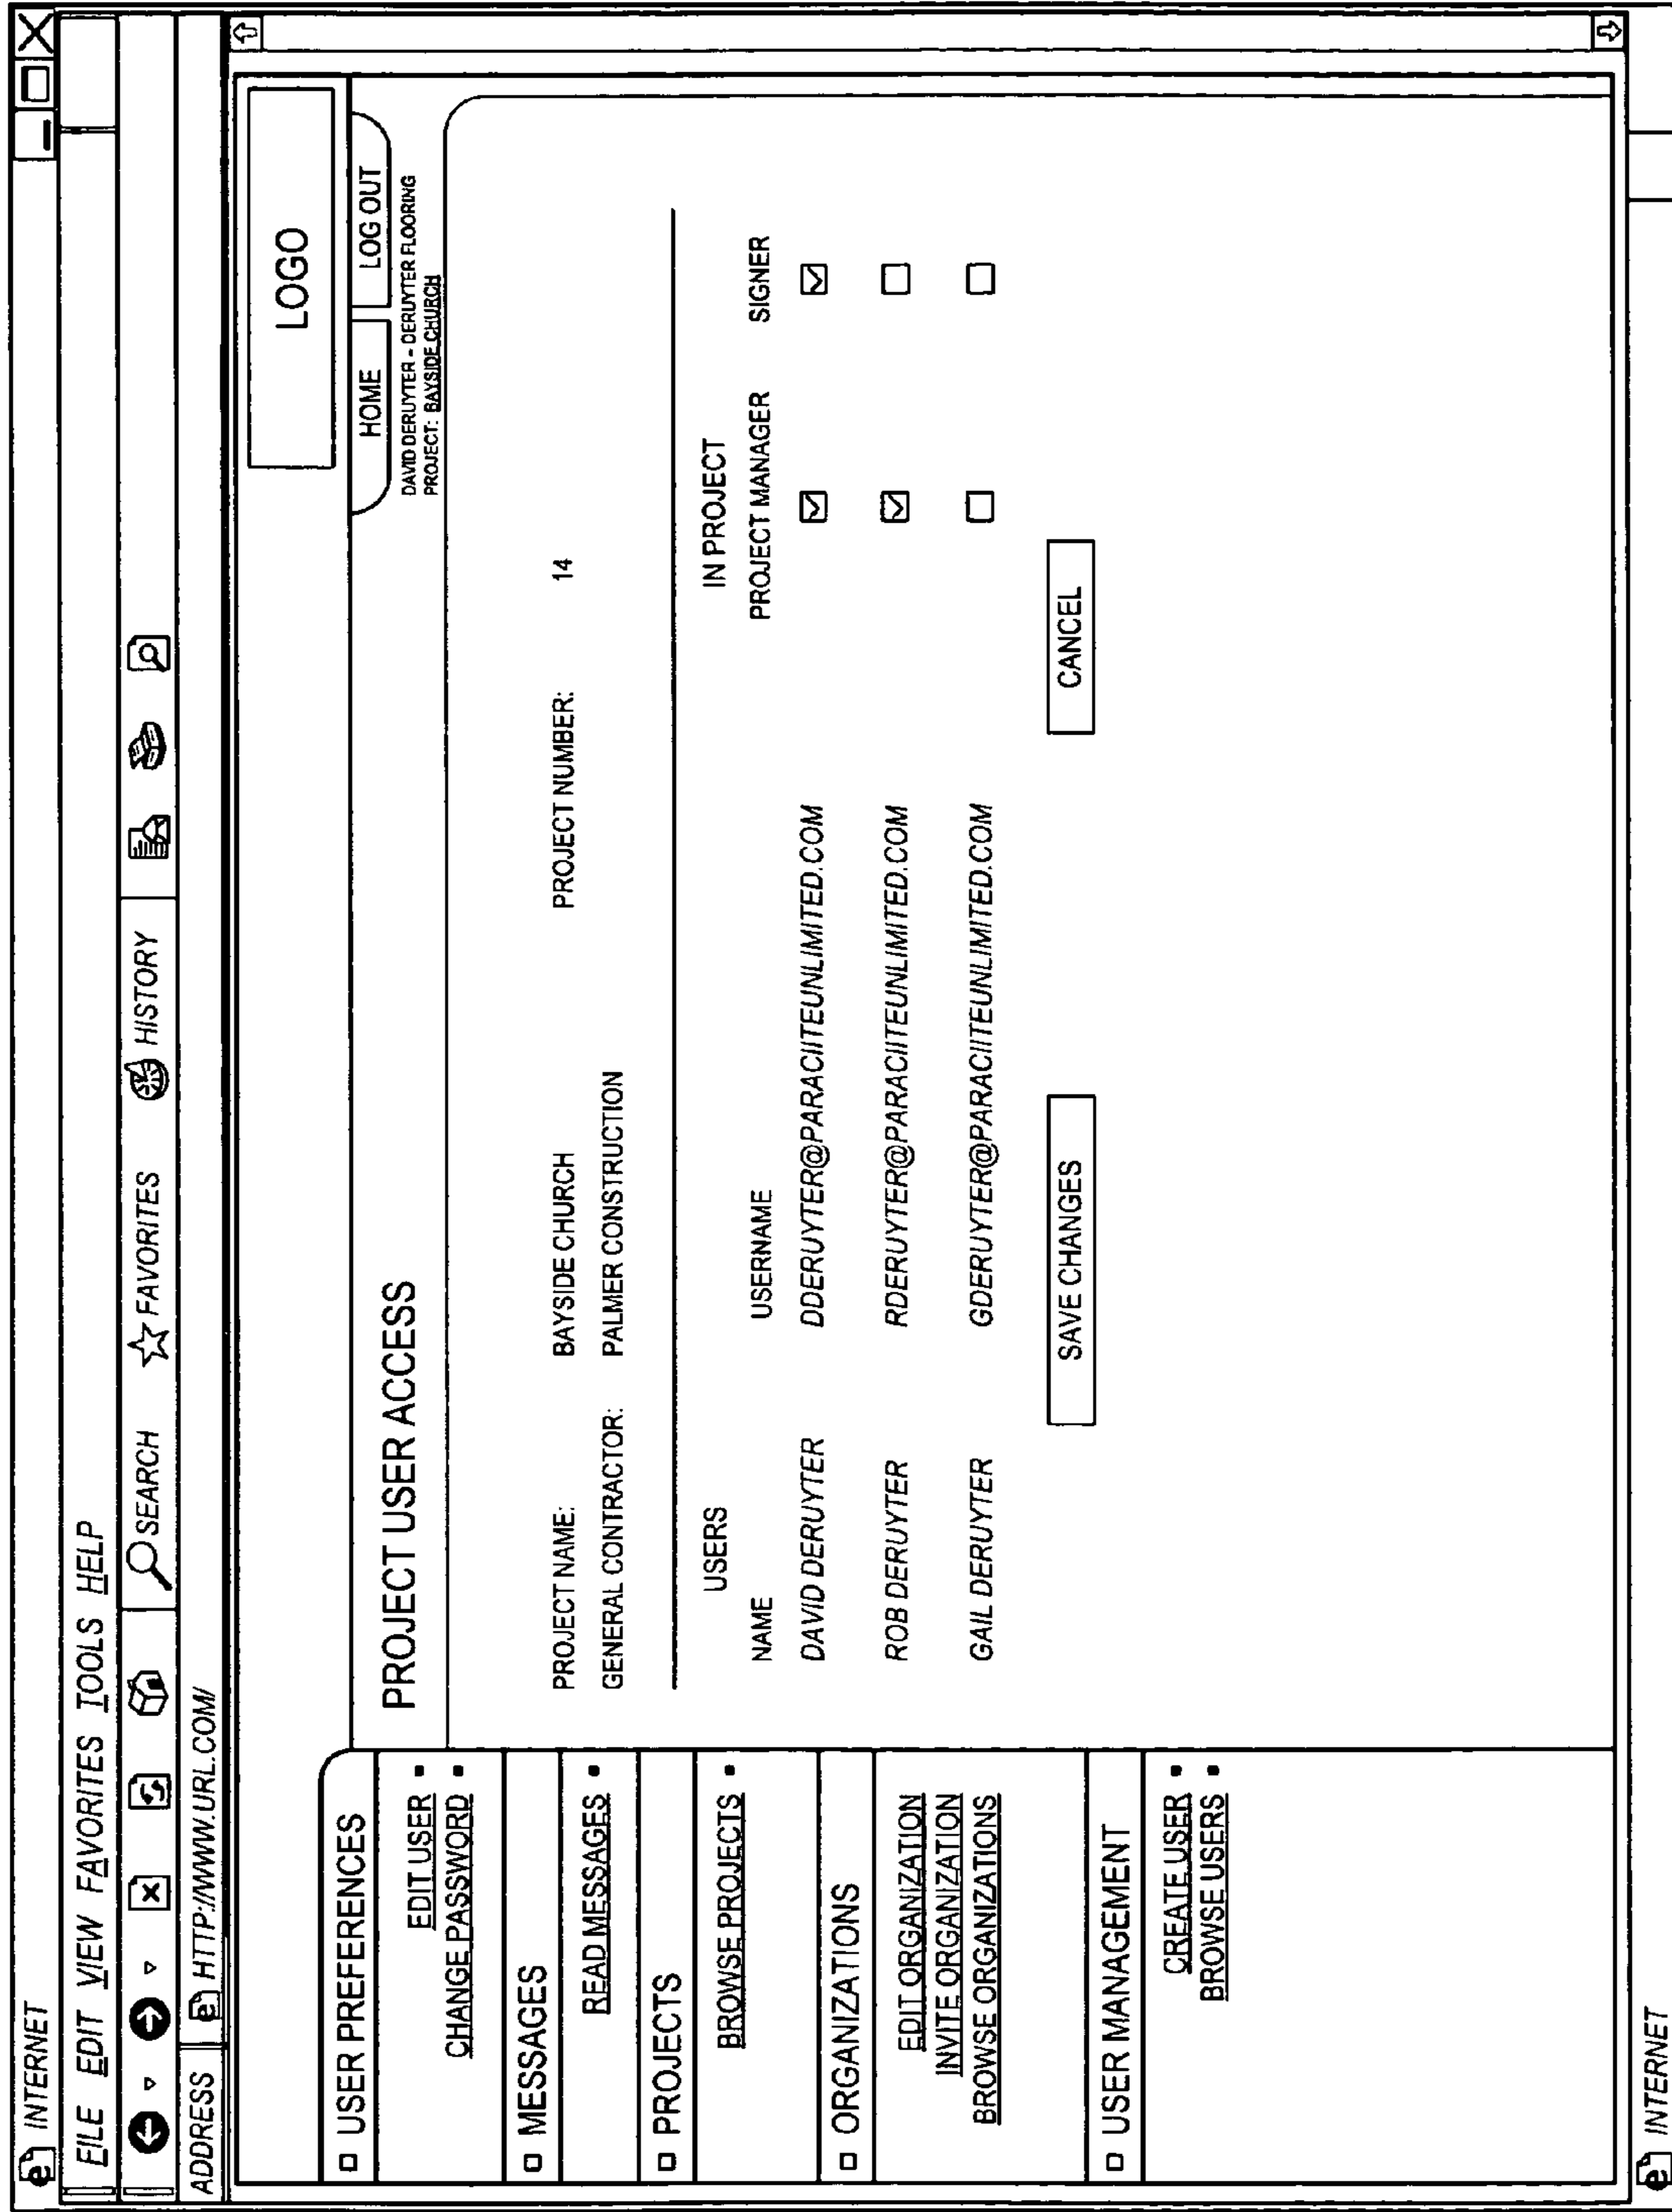 INTERNET
FILE EDIT VIEW FAVORITES TOOLS HELP
SEARCH FAVORITES HISTORY
ADDRESS HTTP://WWW.URL.COM/
LOGO
HOME LOG OUT
PROJECT USER ACCESS
DAVID DERUYTER - DERUYTER FLOORING
PROJECT: BAYSIDE CHURCH
USER PREFERENCES
EDIT USER
CHANGE PASSWORD
MESSAGES
READ MESSAGES
PROJECTS
BROWSE PROJECTS
ORGANIZATIONS
EDIT ORGANIZATION
INVITE ORGANIZATION
BROWSE ORGANIZATIONS
USER MANAGEMENT
CREATE USER
BROWSE USERS
PROJECT NAME: BAYSIDE CHURCH PROJECT NUMBER: 14
GENERAL CONTRACTOR: PALMER CONSTRUCTION
USERS IN PROJECT
NAME USERNAME PROJECT MANAGER SIGNER
DAVID DERUYTER DDERUYTER@PARACIITEUNLIMITED.COM
ROB DERUYTER RDERUYTER@PARACIITEUNLIMITED.COM
GAIL DERUYTER GDERUYTER@PARACIITEUNLIMITED.COM
SAVE CHANGES CANCEL
INTERNET